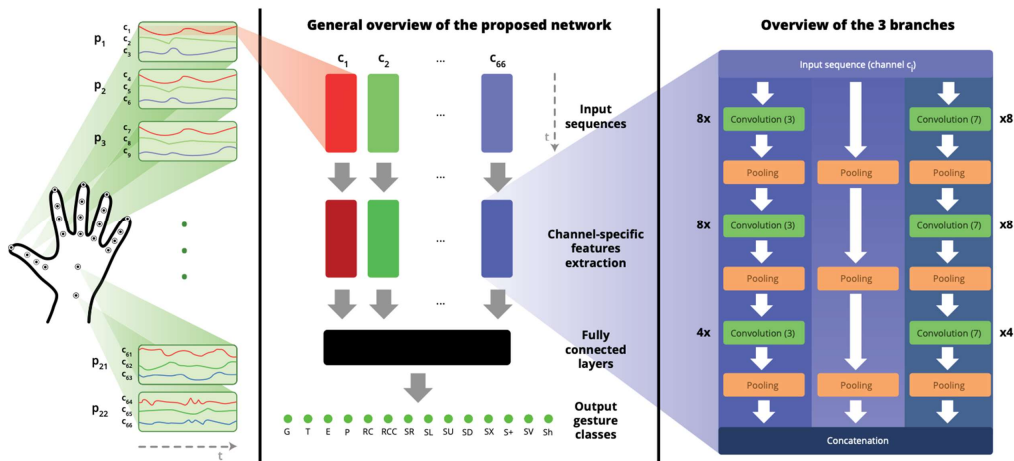 p1
c1
c2
c3
p2
c4
c5
c6
p3
c7
c8
c9
p21
c61
c62
c63
p22
c64
c65
c66
t
General overview of the proposed network
c1 c2 ... c66
Input
sequences
...
t
...
Channel-specific
features
extraction
...
...
Fully
connected
layers
Output
gesture
classes
G T E P RC RCC SR SL SU SD SX S+ SV Sh
Overview of the 3 branches
Input sequence (channel ci)
8x Convolution (3) Convolution (7) x8
Pooling Pooling Pooling
8x Convolution (3) Convolution (7) x8
Pooling Pooling Pooling
4x Convolution (3) Convolution (7) x4
Pooling Pooling Pooling
Concatenation